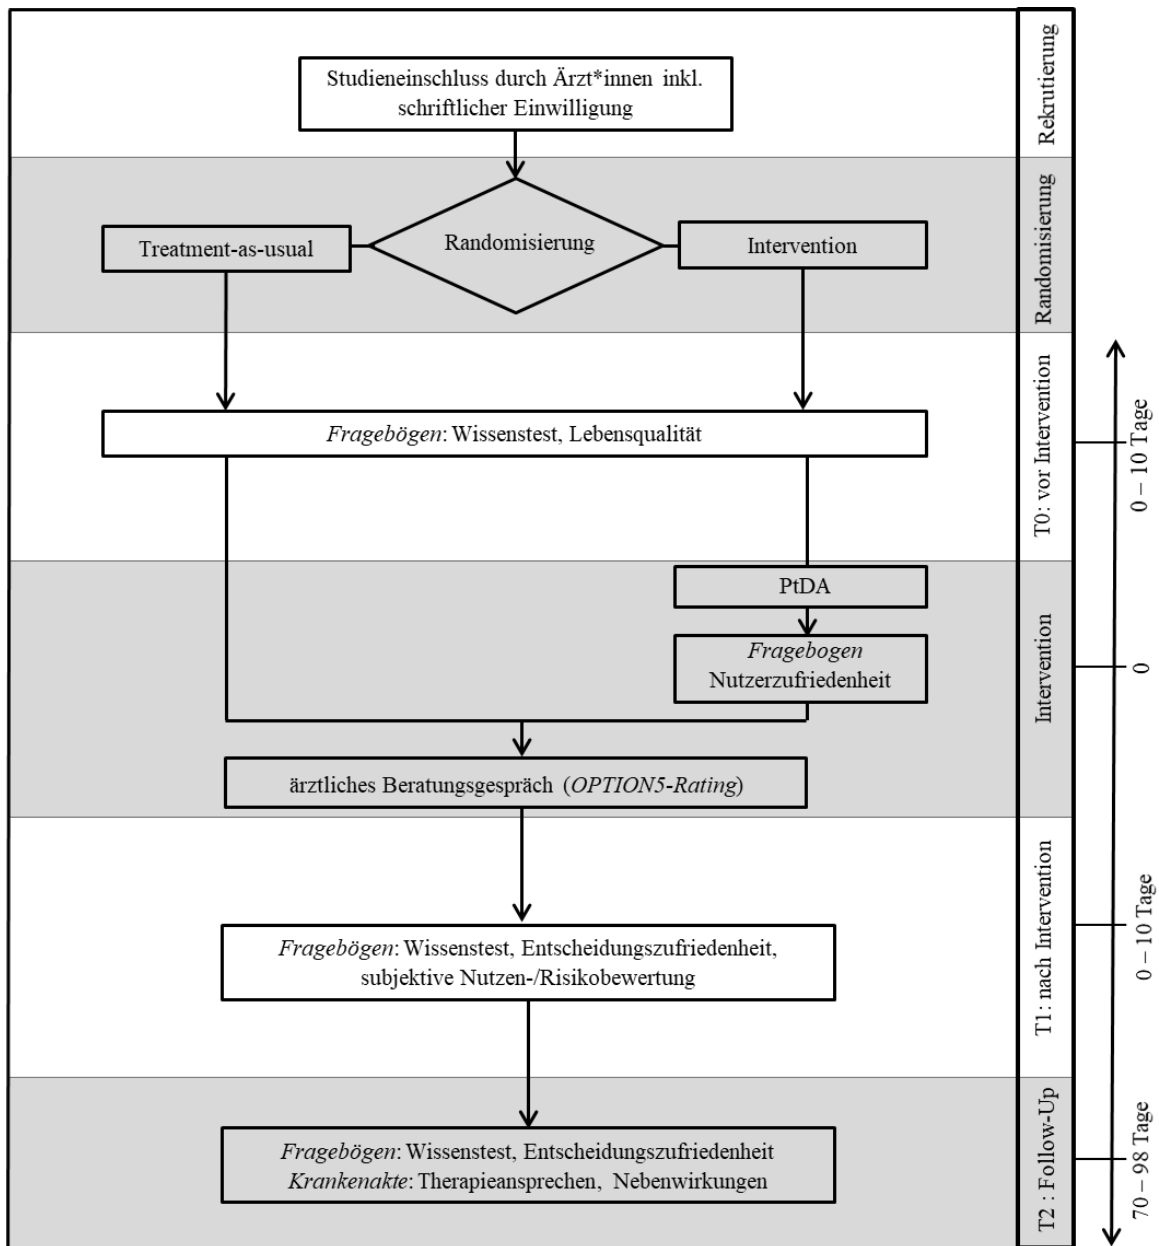 Studieneinschluss durch Ärzt*innen inkl.
schriftlicher Einwilligung
Rekrutierung
Treatment-as-usual
Randomisierung
Intervention
Randomisierung
Fragebögen: Wissenstest, Lebensqualität
T0: vor Intervention
0 – 10 Tage
PtDA
Fragebogen
Nutzerzufriedenheit
ärztliches Beratungsgespräch (OPTION5-Rating)
Intervention
0
Fragebögen: Wissenstest, Entscheidungszufriedenheit,
subjektive Nutzen-/Risikobewertung
T1: nach Intervention
0 – 10 Tage
Fragebögen: Wissenstest, Entscheidungszufriedenheit
Krankenakte: Therapieansprechen, Nebenwirkungen
T2 : Follow-Up
70 – 98 Tage